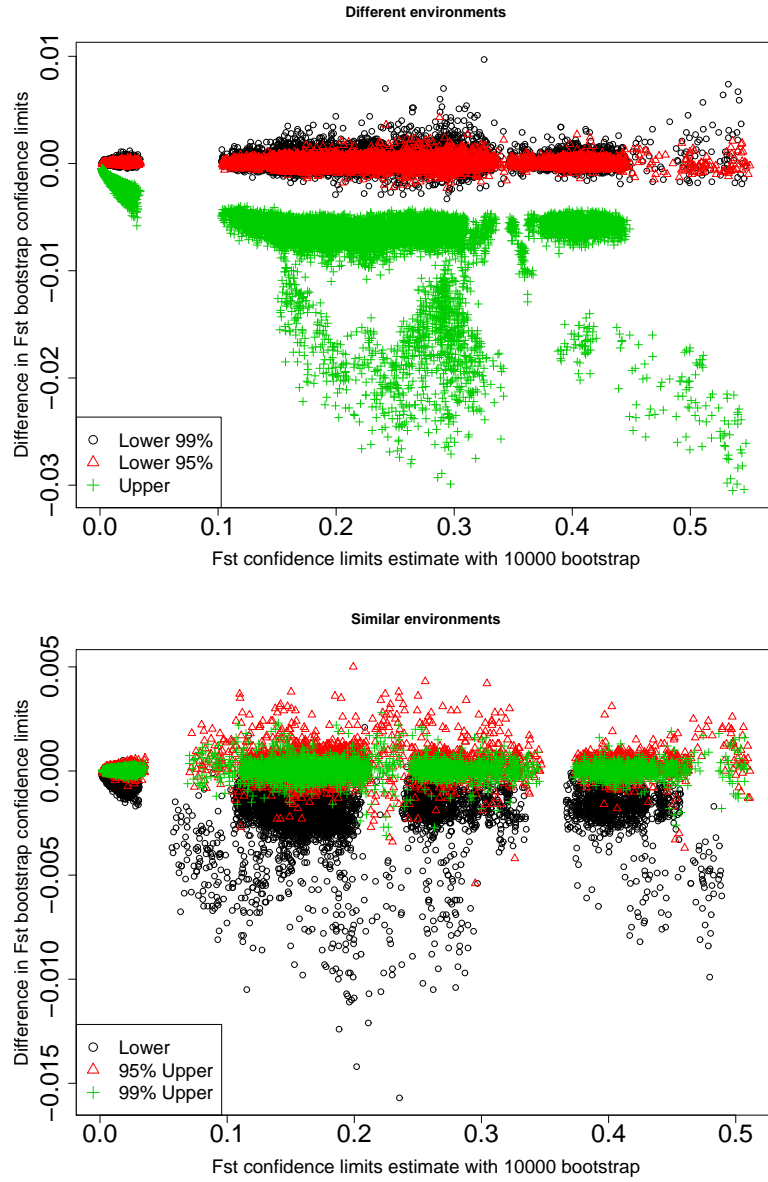 Different environments
Difference in Fst bootstrap confidence limits
0.01
0.00
−0.01
−0.02
−0.03
Lower 99%
Lower 95%
Upper
0.0 0.1 0.2 0.3 0.4 0.5
Fst confidence limits estimate with 10000 bootstrap
Similar environments
Difference in Fst bootstrap confidence limits
0.005
0.000
−0.005
−0.010
−0.015
Lower
95% Upper
99% Upper
0.0 0.1 0.2 0.3 0.4 0.5
Fst confidence limits estimate with 10000 bootstrap